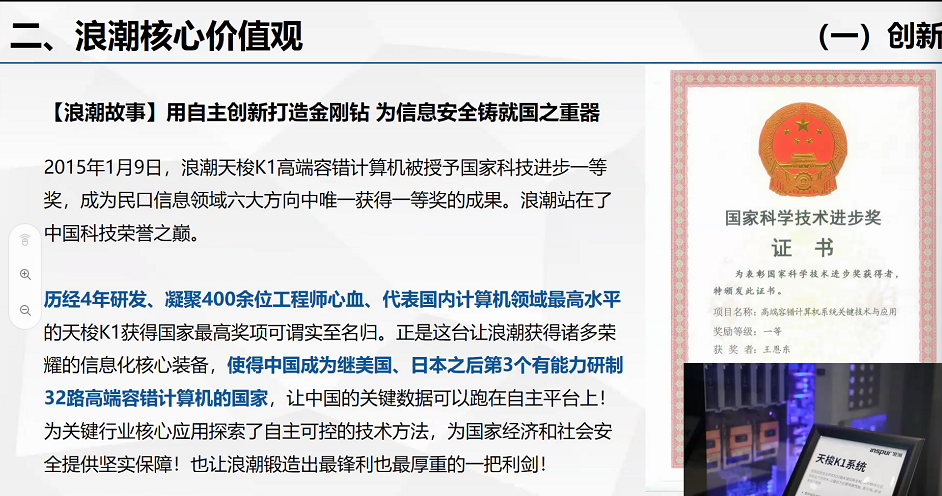 二、浪潮核心价值观
（一）创新
【浪潮故事】用自主创新打造金刚钻 为信息安全铸就国之重器
2015年1月9日，浪潮天梭K1高端容错计算机被授予国家科技进步一等
奖，成为民口信息领域六大方向中唯一获得一等奖的成果。浪潮站在了
中国科技荣誉之巅。
历经4年研发、凝聚400余位工程师心血、代表国内计算机领域最高水平
的天梭K1获得国家最高奖项可谓实至名归。正是这台让浪潮获得诸多荣
耀的信息化核心装备，使得中国成为继美国、日本之后第3个有能力研制
32路高端容错计算机的国家，让中国的关键数据可以跑在自主平台上！
为关键行业核心应用探索了自主可控的技术方法，为国家经济和社会安
全提供坚实保障！也让浪潮锻造出最锋利也最厚重的一把利剑！
国家科学技术进步奖
证 书
为表彰国家科学技术进步奖获得者，
特颁发此证书。
项目名称：高端容错计算机系统关键技术与应用
奖励等级：一等
获 奖 者：王恩东
inspur 浪潮
天梭K1系统